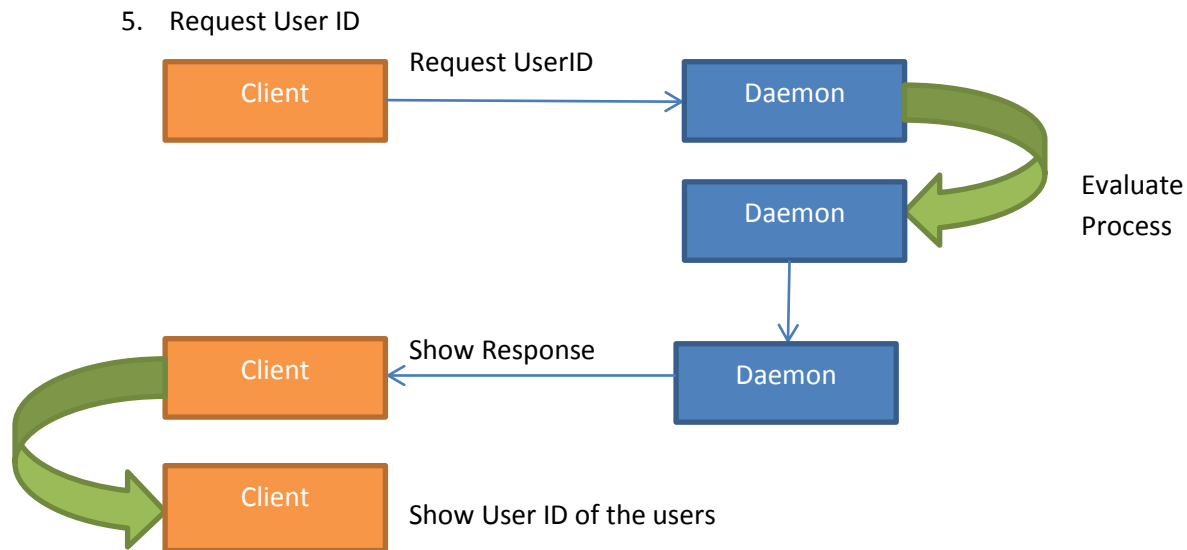 5. Request User ID
Request UserID
Client
Daemon
Daemon
Evaluate
Process
Show Response
Client
Daemon
Client
Show User ID of the users